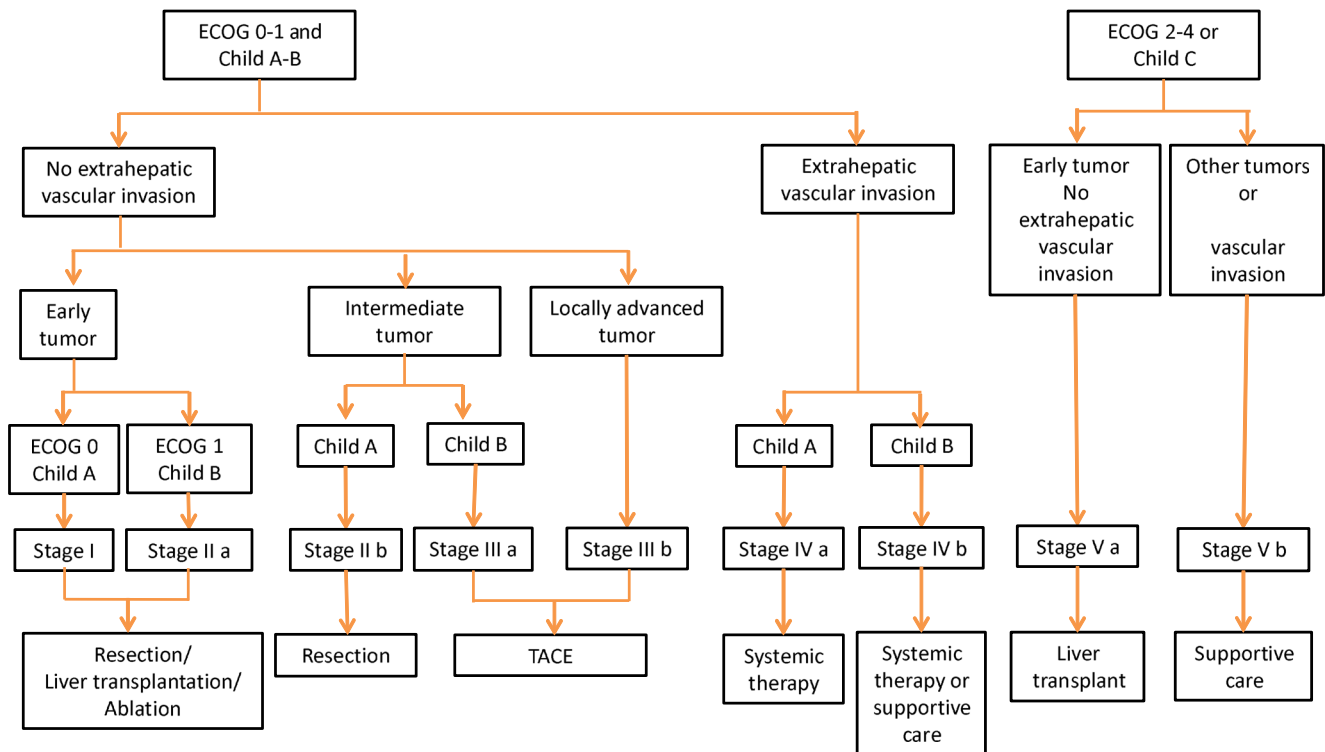 ECOG 0-1 and
Child A-B
ECOG 2-4 or
Child C
No extrahepatic
vascular invasion
Extrahepatic
vascular invasion
Early tumor
No
extrahepatic
vascular
invasion
Other tumors
or
vascular
invasion
Early
tumor
Intermediate
tumor
Locally advanced
tumor
ECOG 0
Child A
ECOG 1
Child B
Child A
Child B
Child A
Child B
Stage I
Stage II a
Stage II b
Stage III a
Stage III b
Stage IV a
Stage IV b
Stage V a
Stage V b
Resection/
Liver transplantation/
Ablation
Resection
TACE
Systemic
therapy
Systemic
therapy or
supportive
care
Liver
transplant
Supportive
care